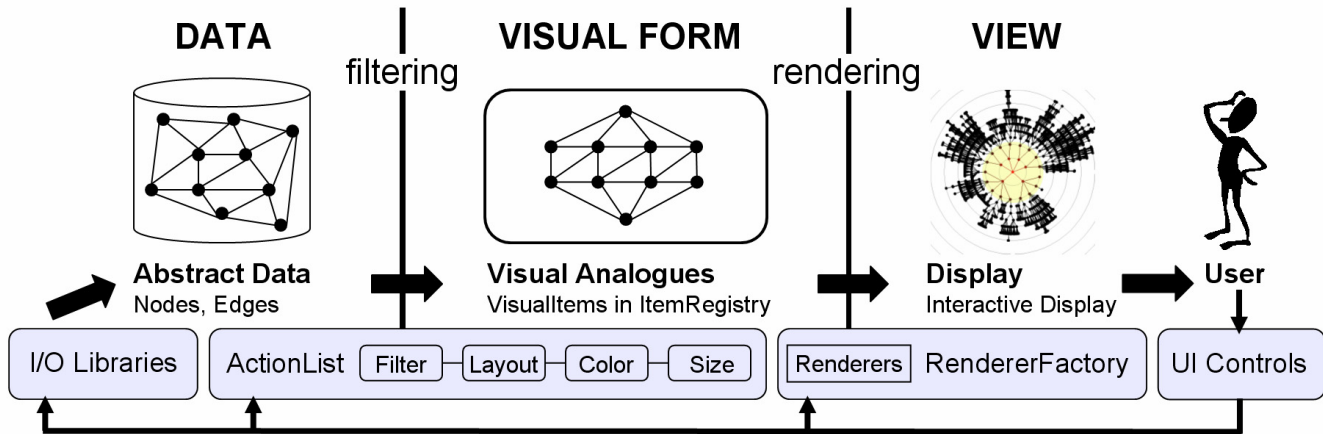 DATA
VISUAL FORM
VIEW
filtering
rendering
Abstract Data
Nodes, Edges
Visual Analogues
VisualItems in ItemRegistry
Display
Interactive Display
User
I/O Libraries
ActionList
Filter
Layout
Color
Size
Renderers
RendererFactory
UI Controls